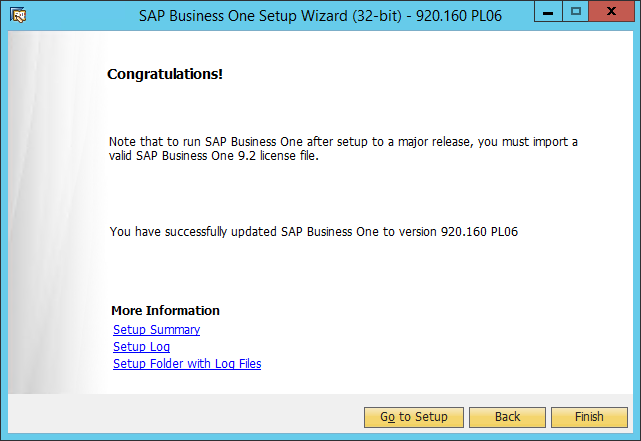 SAP Business One Setup Wizard (32-bit) - 920.160 PL06
Congratulations!
Note that to run SAP Business One after setup to a major release, you must import a
valid SAP Business One 9.2 license file.
You have successfully updated SAP Business One to version 920.160 PL06
More Information
Setup Summary
Setup Log
Setup Folder with Log Files
Go to Setup
Back
Finish